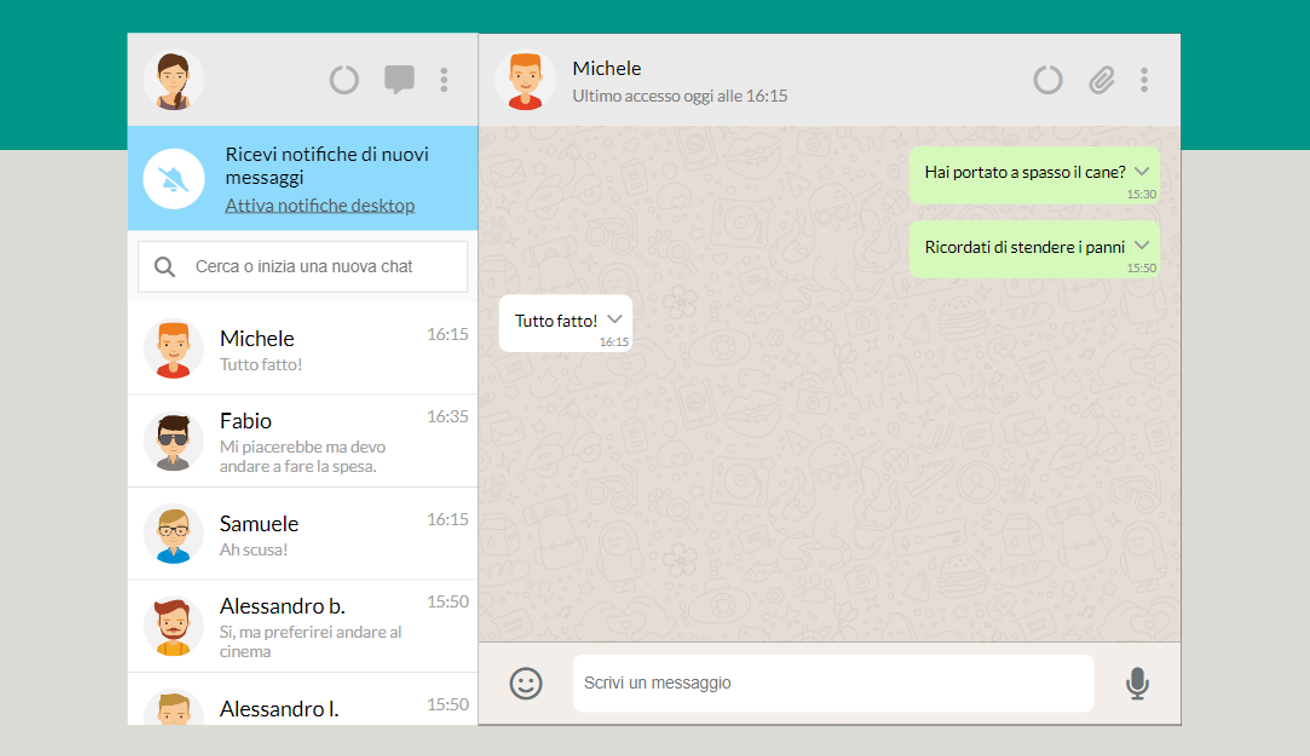 Michele
Ultimo accesso oggi alle 16:15
Ricevi notifiche di nuovi
messaggi
Attiva notifiche desktop
Cerca o inizia una nuova chat
Michele
16:15
Tutto fatto!
Fabio
16:35
Mi piacerebbe ma devo
andare a fare la spesa.
Samuele
16:15
Ah scusa!
Alessandro b.
15:50
Si, ma preferirei andare al
cinema
Alessandro l.
15:50
Hai portato a spasso il cane?
15:30
Ricordati di stendere i panni
15:50
Tutto fatto!
16:15
Scrivi un messaggio